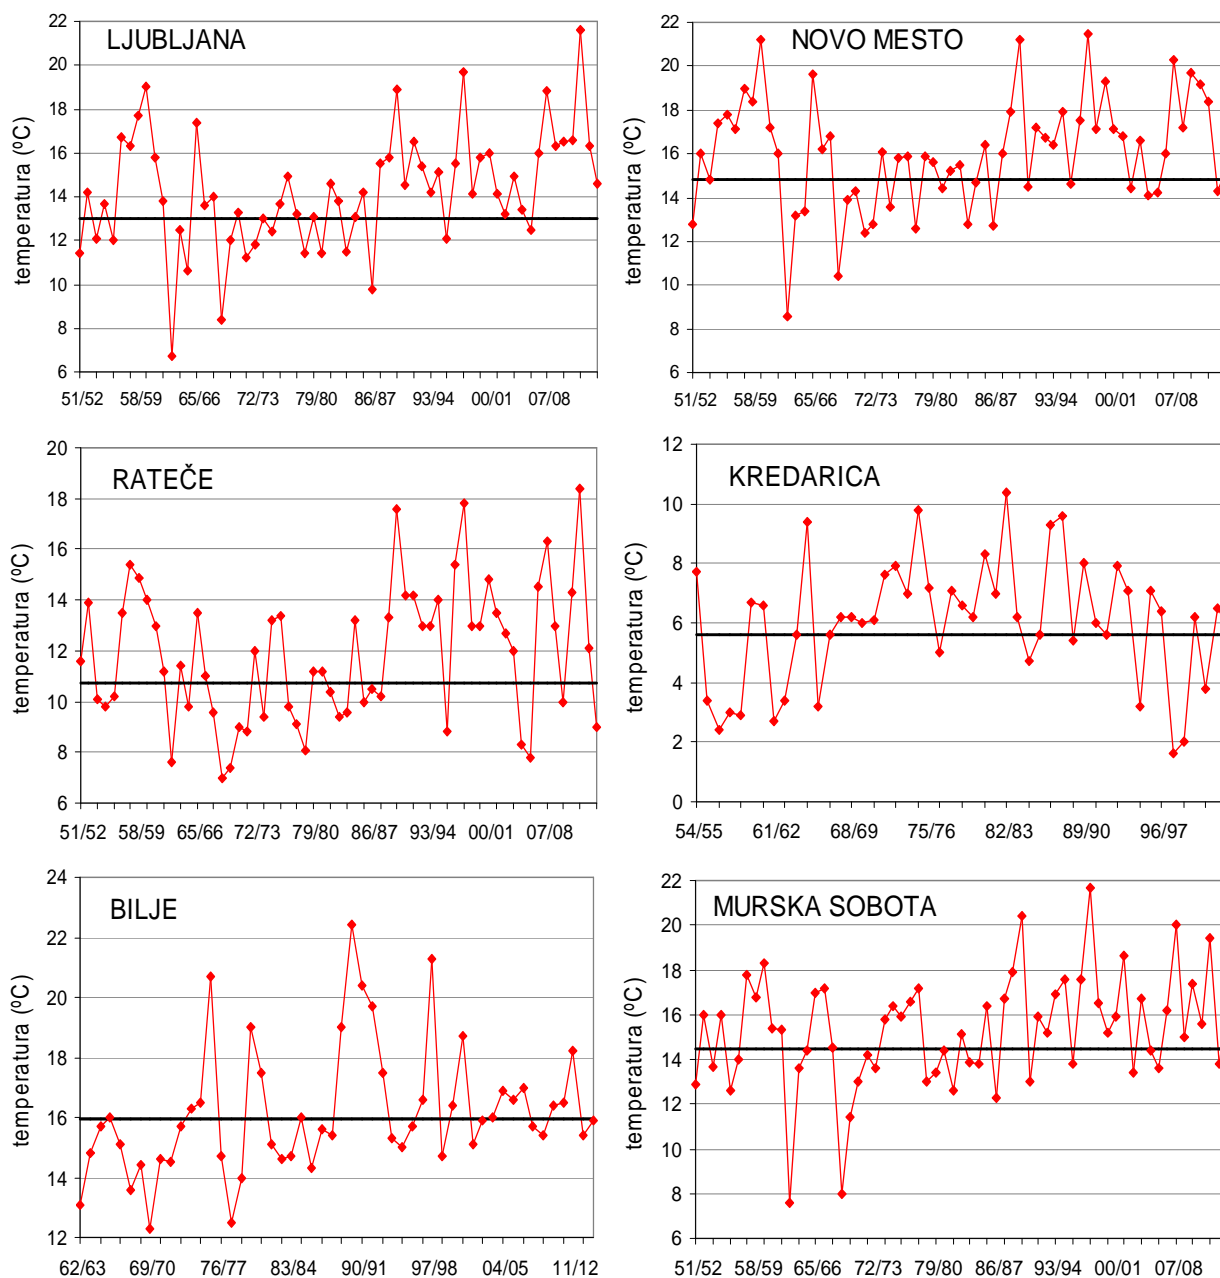 LJUBLJANA
temperatura (ºC)
22
20
18
16
14
12
10
8
6
51/52 58/59 65/66 72/73 79/80 86/87 93/94 00/01 07/08
NOVO MESTO
temperatura (ºC)
22
20
18
16
14
12
10
8
6
51/52 58/59 65/66 72/73 79/80 86/87 93/94 00/01 07/08
RATEČE
temperatura (ºC)
20
18
16
14
12
10
8
6
51/52 58/59 65/66 72/73 79/80 86/87 93/94 00/01 07/08
KREDARICA
temperatura (ºC)
12
10
8
6
4
2
0
54/55 61/62 68/69 75/76 82/83 89/90 96/97
BILJE
temperatura (ºC)
24
22
20
18
16
14
12
62/63 69/70 76/77 83/84 90/91 97/98 04/05 11/12
MURSKA SOBOTA
temperatura (ºC)
22
20
18
16
14
12
10
8
6
51/52 58/59 65/66 72/73 79/80 86/87 93/94 00/01 07/08